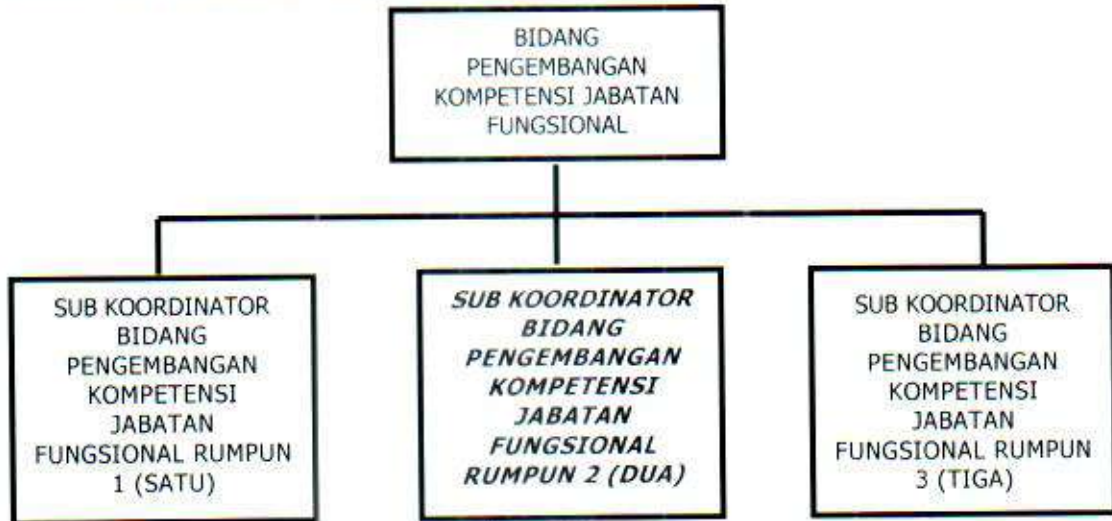 BIDANG
PENGEMBANGAN
KOMPETENSI JABATAN
FUNGSIONAL
SUB KOORDINATOR
BIDANG
PENGEMBANGAN
KOMPETENSI
JABATAN
FUNGSIONAL RUMPUN
1 (SATU)
SUB KOORDINATOR
BIDANG
PENGEMBANGAN
KOMPETENSI
JABATAN
FUNGSIONAL
RUMPUN 2 (DUA)
SUB KOORDINATOR
BIDANG
PENGEMBANGAN
KOMPETENSI
JABATAN
FUNGSIONAL RUMPUN
3 (TIGA)